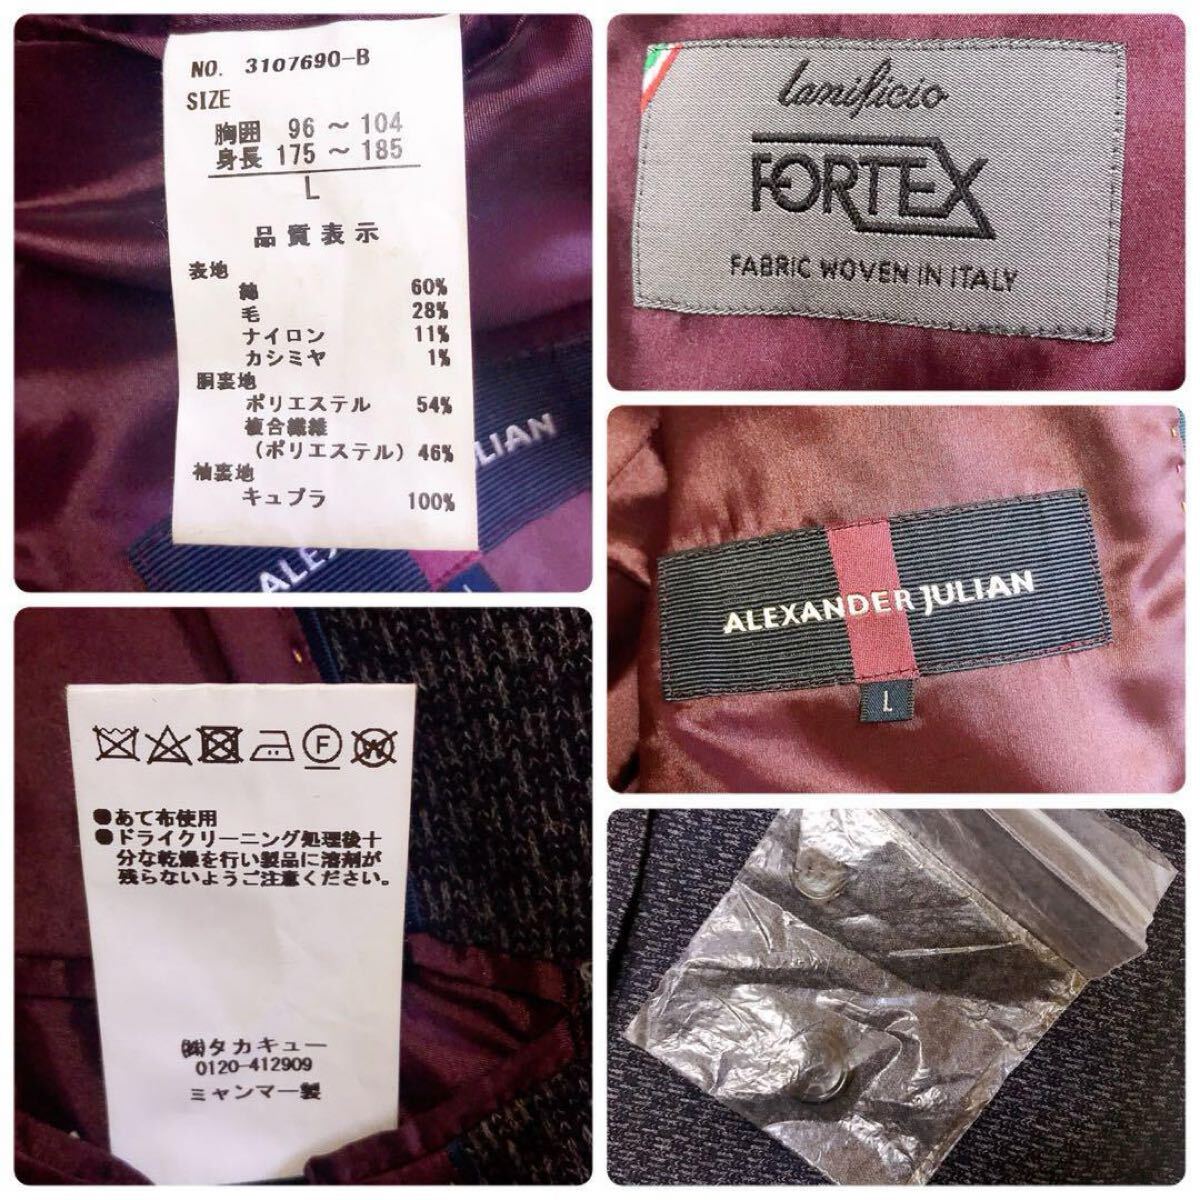 NO. 3107690-B
SIZE
胸囲 96 ～ 104
身長 175 ～ 185
L
品質表示
表地
綿 60%
毛 28%
ナイロン 11%
カシミヤ 1%
胴裏地
ポリエステル 54%
複合繊維
(ポリエステル) 46%
袖裏地
キュプラ 100%
ALEX
JULIAN
L
lanificio
FORTEX
FABRIC WOVEN IN ITALY
ALEXANDER JULIAN
L
F
W
●あて布使用
●ドライクリーニング処理後十
分な乾燥を行い製品に溶剤が
残らないようご注意ください。
㈱タカキュー
0120-412909
ミャンマー製